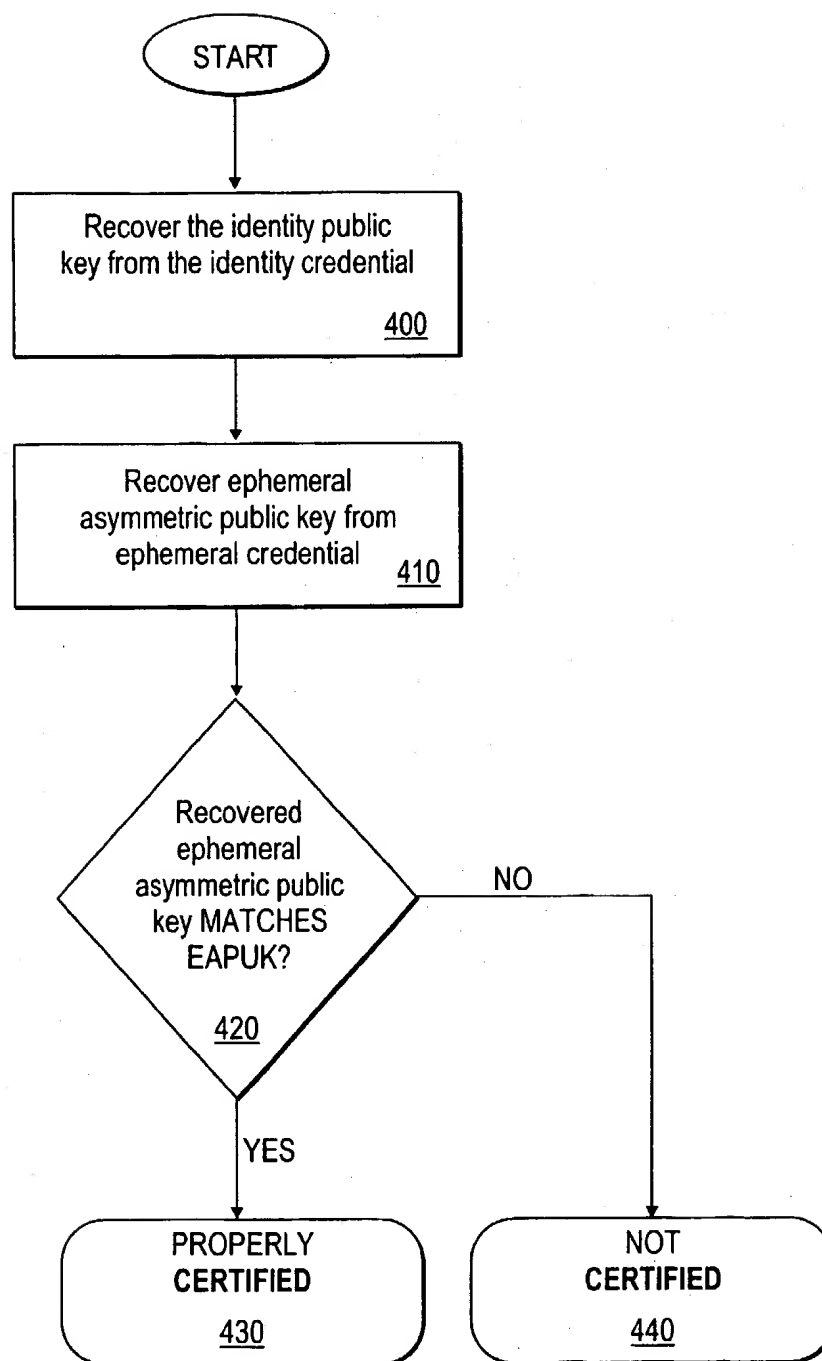 START
Recover the identity public
key from the identity credential
400
Recover ephemeral
asymmetric public key from
ephemeral credential
410
Recovered
ephemeral
asymmetric public
key MATCHES
EAPUK?
420
NO
YES
PROPERLY
CERTIFIED
430
NOT
CERTIFIED
440